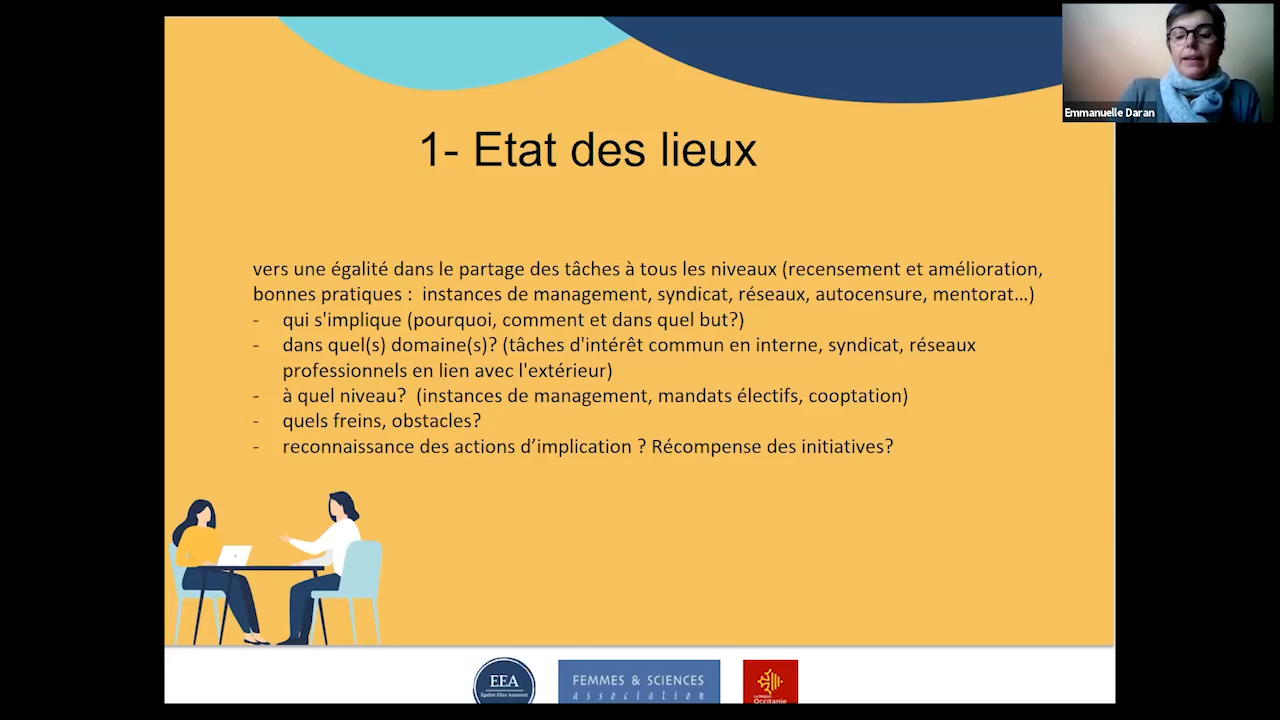 Emmanuelle Daran
1- Etat des lieux
vers une égalité dans le partage des tâches à tous les niveaux (recensement et amélioration,
bonnes pratiques : instances de management, syndicat, réseaux, autocensure, mentorat…)
- qui s'implique (pourquoi, comment et dans quel but?)
- dans quel(s) domaine(s)? (tâches d'intérêt commun en interne, syndicat, réseaux
professionnels en lien avec l'extérieur)
- à quel niveau? (instances de management, mandats électifs, cooptation)
- quels freins, obstacles?
- reconnaissance des actions d’implication ? Récompense des initiatives?
EEA
FEMMES & SCIENCES
association
La Région
Occitanie